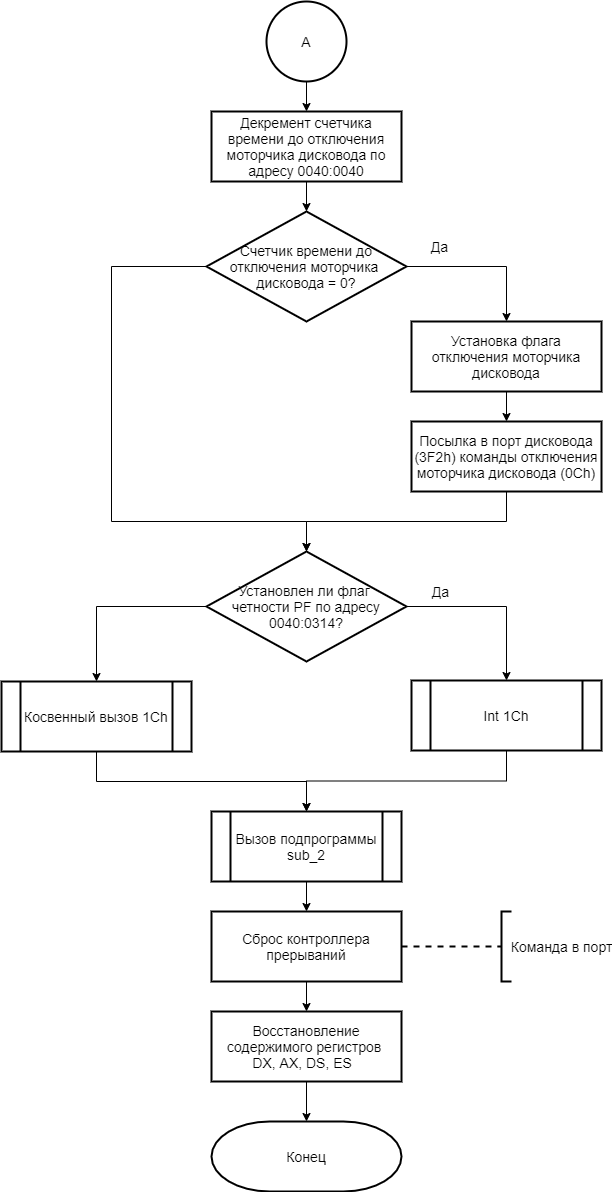 А
Декремент счетчика
времени до отключения
моторчика дисковода по
адресу 0040:0040
Счетчик времени до
отключения моторчика
дисковода = 0?
Да
Установка флага
отключения моторчика
дисковода
Посылка в порт дисковода
(3F2h) команды отключения
моторчика дисковода (0Ch)
Установлен ли флаг
четности PF по адресу
0040:0314?
Да
Косвенный вызов 1Ch
Int 1Ch
Вызов подпрограммы
sub_2
Сброс контроллера
прерываний
Команда в порт
Восстановление
содержимого регистров
DX, AX, DS, ES
Конец